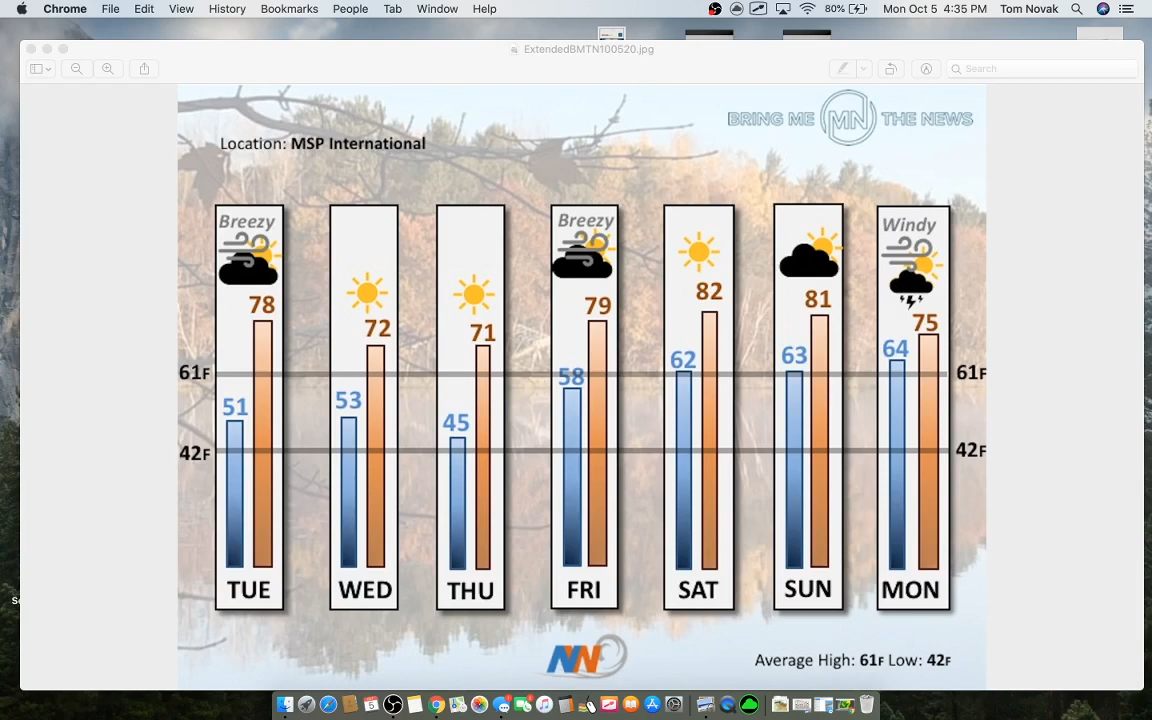 Chrome File Edit View History Bookmarks People Tab Window Help 80% Mon Oct 5 4:35 PM Tom Novak
ExtendedBMTN100520.jpg
Search
BRING ME MN THE NEWS
Location: MSP International
Breezy Breezy Windy
78 72 71 79 82 81 75
51 53 45 58 62 63 64
61F 61F
42F 42F
TUE WED THU FRI SAT SUN MON
Average High: 61F Low: 42F